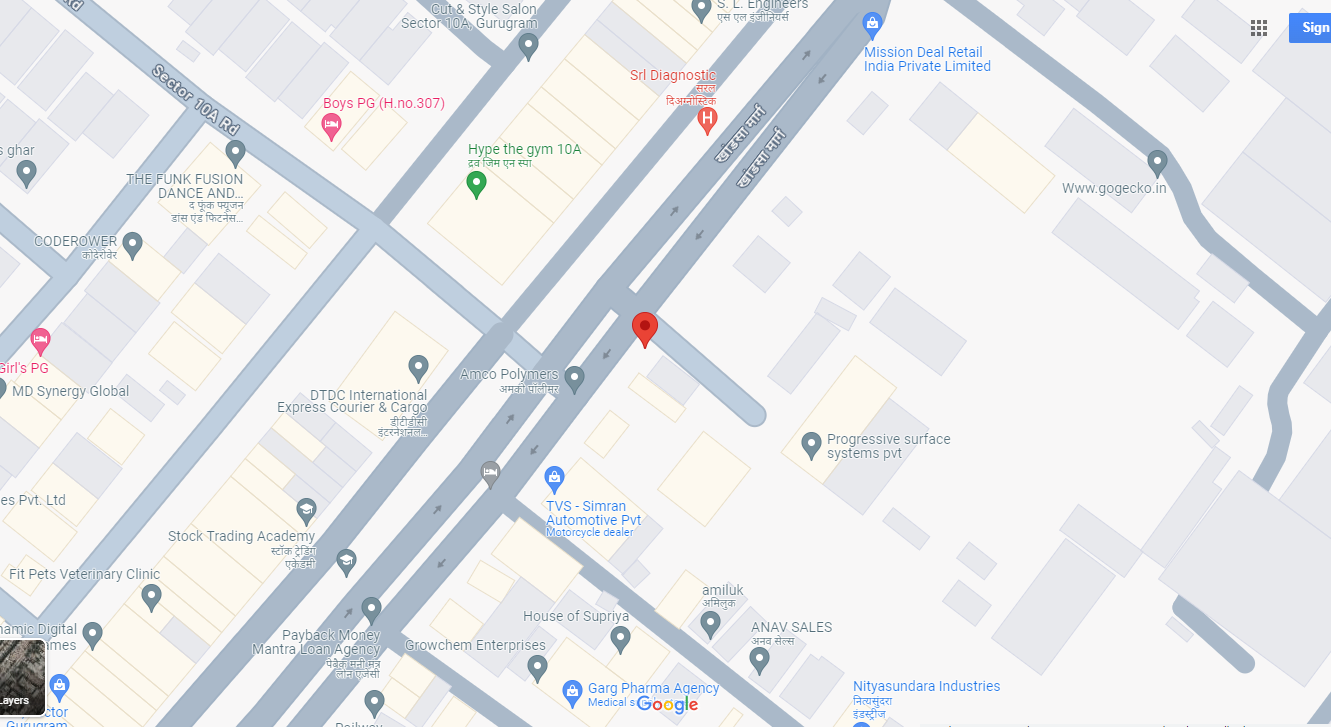 Cut & Style Salon
Sector 10A, Gurugram
S. L. Engineers
एस एल इंजीनियर्स
Sign
Mission Deal Retail
India Private Limited
Srl Diagnostic
सरल
दिअग्नोस्टिक
Sector 10A Rd
Boys PG (H.no.307)
खांडसा मार्ग
खांडसा मार्ग
s ghar
Hype the gym 10A
द्रव जिम एन स्पा
THE FUNK FUSION
DANCE AND...
द फूंक फ्यूजन
डांस एंड फिटनेस...
Www.gogecko.in
CODEROWER
कोदेरोवेर
Girl's PG
MD Synergy Global
Amco Polymers
अमको पॉलीमर
DTDC International
Express Courier & Cargo
डीटीडीसी
इंटरनेशनल...
Progressive surface
systems pvt
es Pvt. Ltd
TVS - Simran
Automotive Pvt
Motorcycle dealer
Stock Trading Academy
स्टॉक ट्रेडिंग
एकेडमी
Fit Pets Veterinary Clinic
amiluk
अमिलुक
House of Supriya
ANAV SALES
अनव सेल्स
namic Digital
mes
Payback Money
Mantra Loan Agency
पेबैक मनी मंत्र
लोन एजेंसी
Growchem Enterprises
Layers
Garg Pharma Agency
Medical s
Google
Nityasundara Industries
नित्यसुंदरा
इंडस्ट्रीज
ctor
Gurugram
Railway